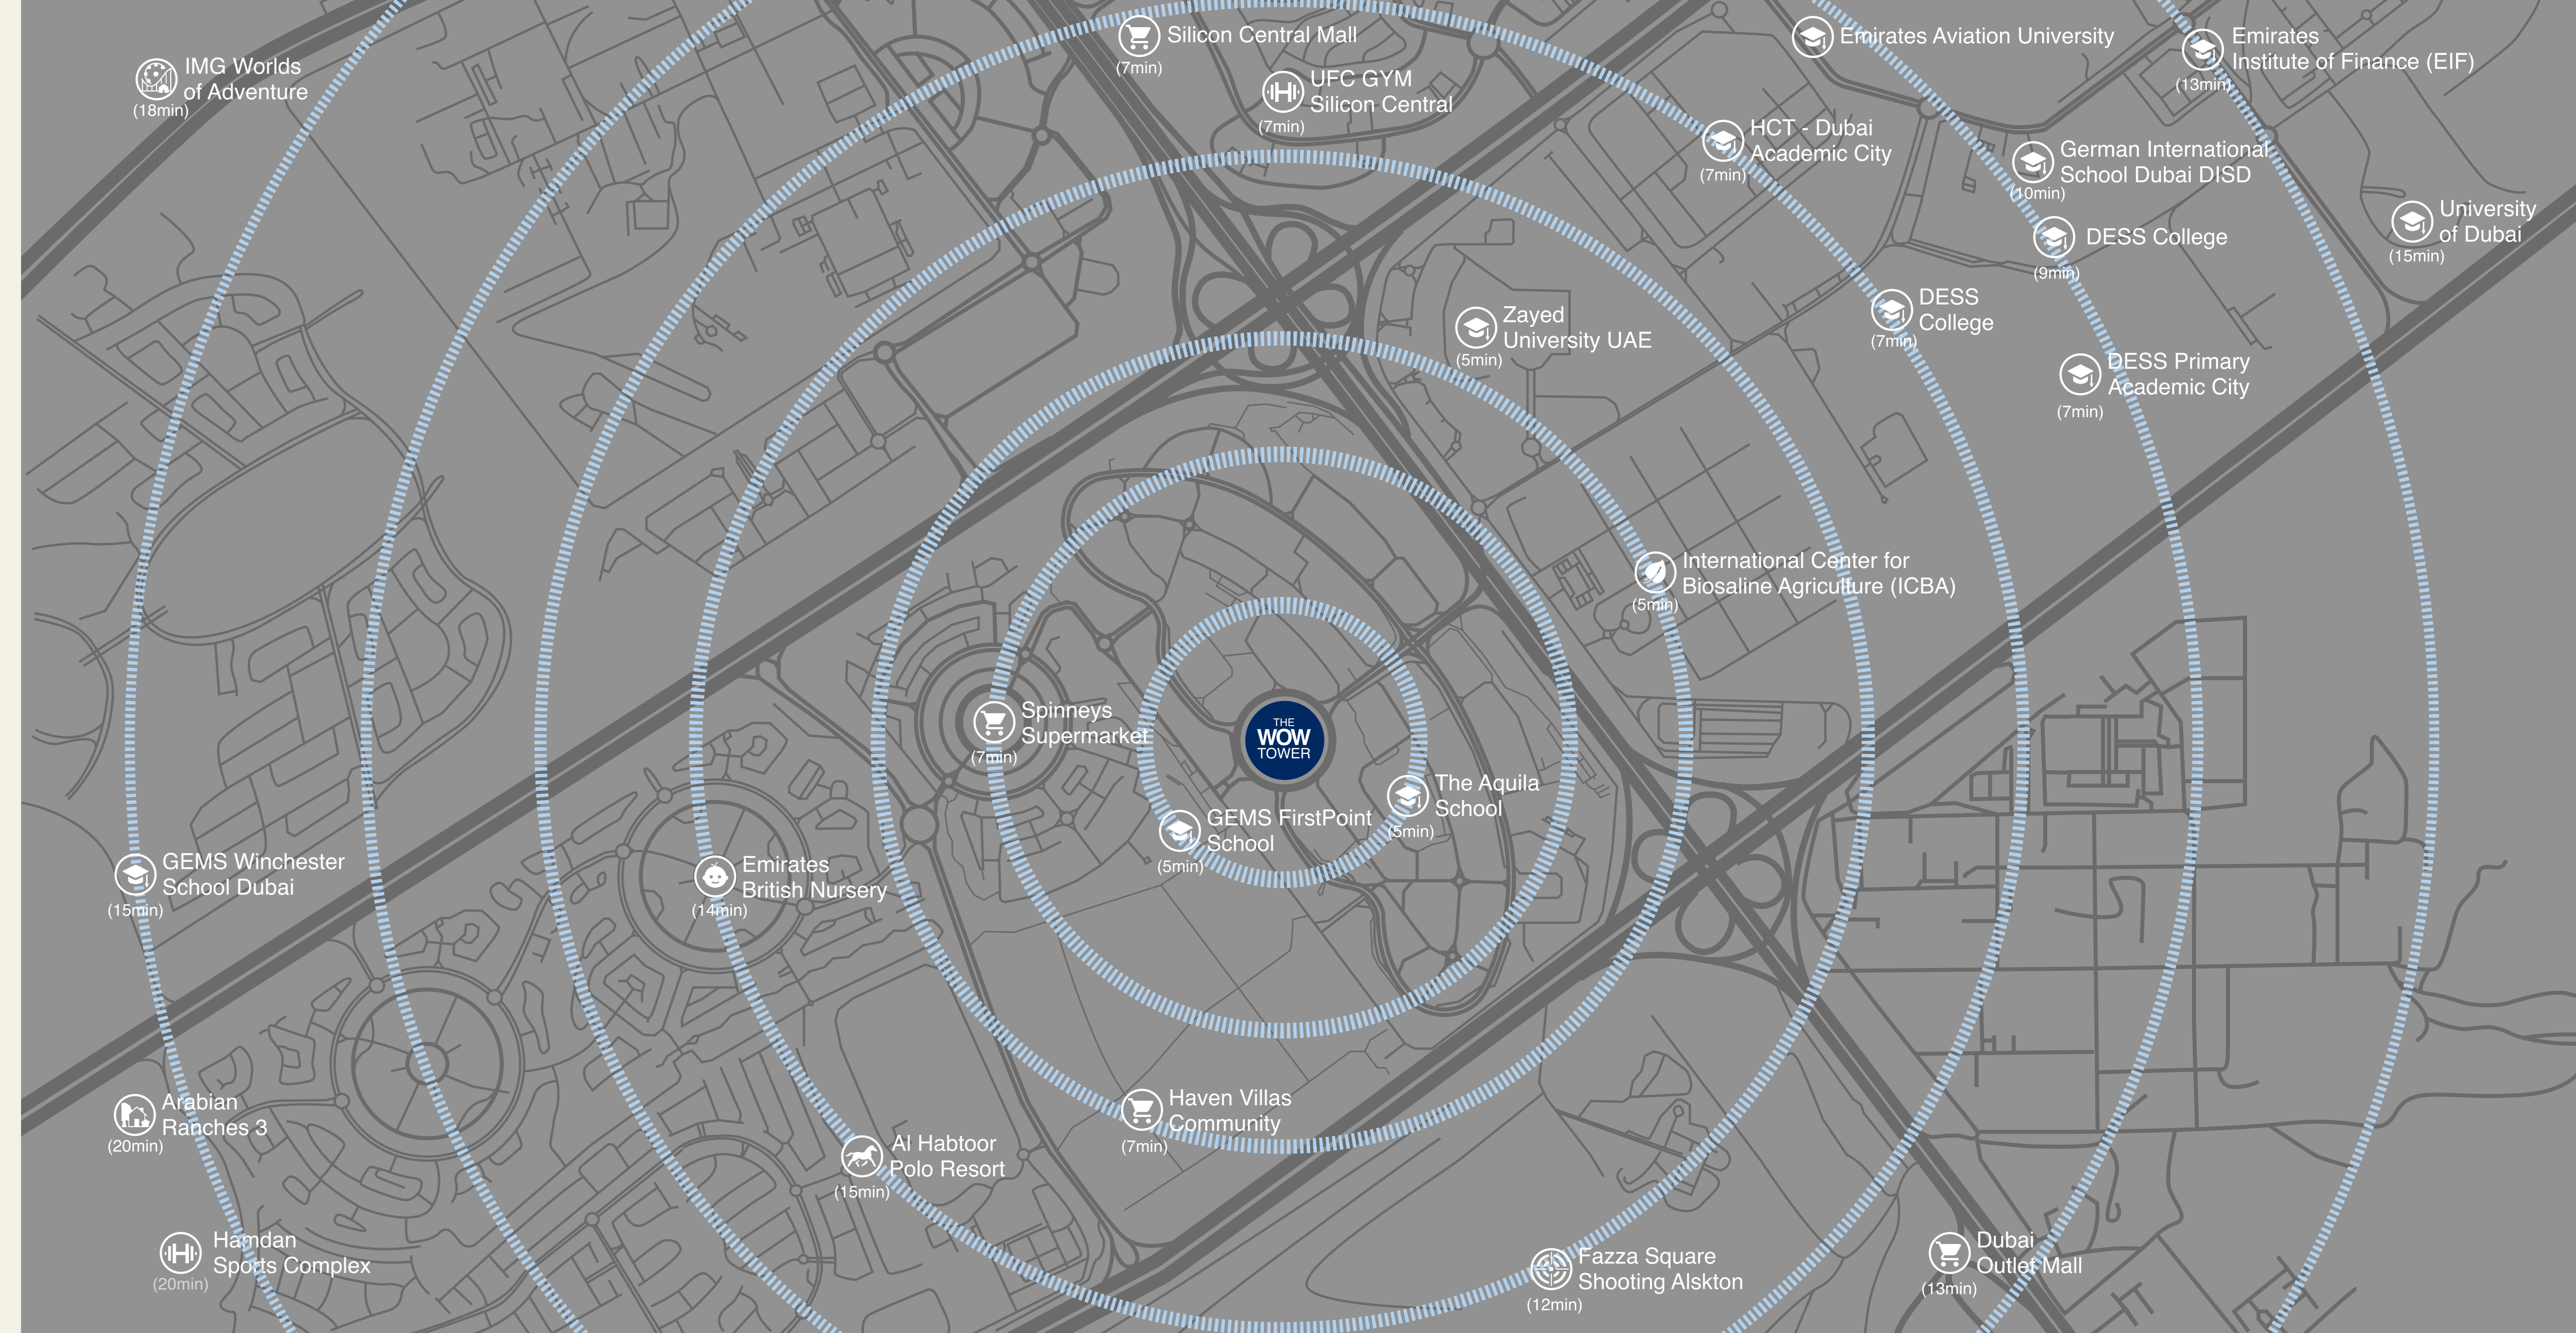 Silicon Central Mall
(7min)
Emirates Aviation University
Emirates
Institute of Finance (EIF)
(13min)
IMG Worlds
of Adventure
(18min)
UFC GYM
Silicon Central
(7min)
HCT - Dubai
Academic City
(7min)
German International
School Dubai DISD
(10min)
University
of Dubai
(15min)
DESS College
(9min)
DESS
College
(7min)
Zayed
University UAE
(5min)
DESS Primary
Academic City
(7min)
International Center for
Biosaline Agriculture (ICBA)
(5min)
Spinneys
Supermarket
(7min)
THE
WOW
TOWER
The Aquila
School
(5min)
GEMS FirstPoint
School
(5min)
GEMS Winchester
School Dubai
(15min)
Emirates
British Nursery
(14min)
Arabian
Ranches 3
(20min)
Haven Villas
Community
(7min)
Al Habtoor
Polo Resort
(15min)
Hamdan
Sports Complex
(20min)
Fazza Square
Shooting Alskton
(12min)
Dubai
Outlet Mall
(13min)